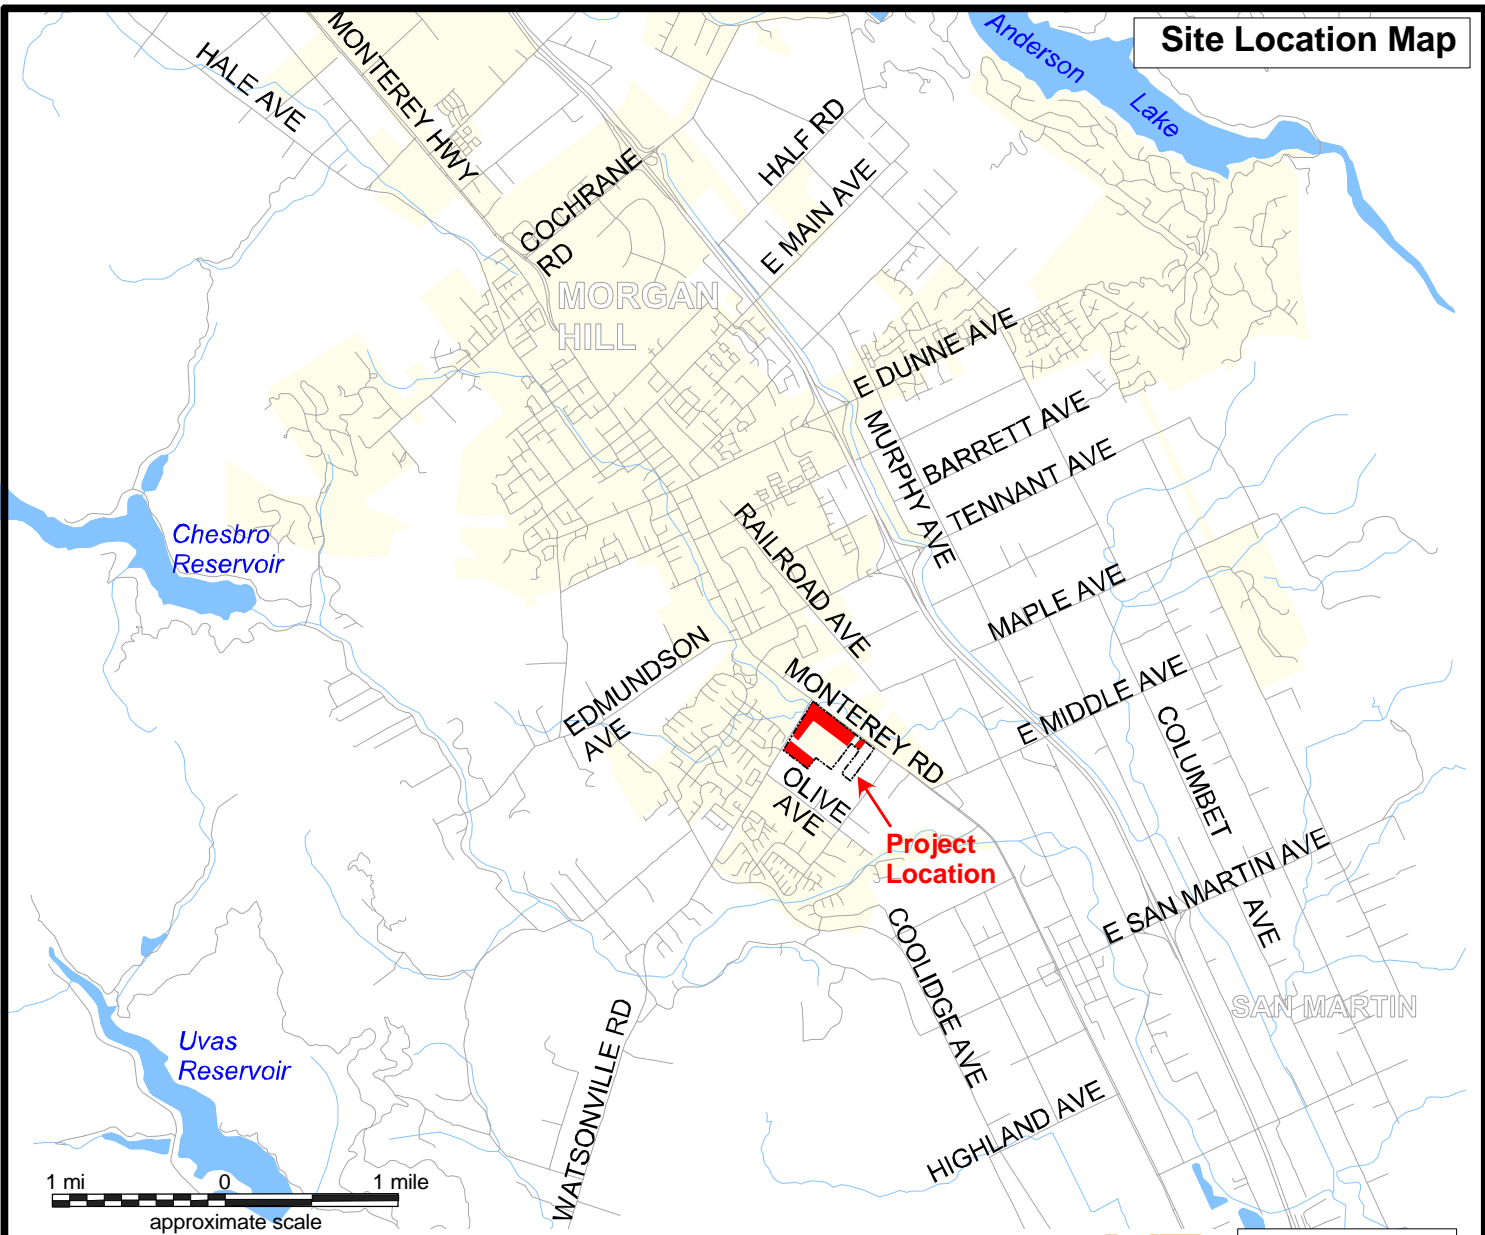 Site Location Map
Anderson
Lake
MONTEREY HWY
HALE AVE
HALF RD
COCHRANE
RD
E MAIN AVE
MORGAN
HILL
E DUNNE AVE
BARRETT AVE
MURPHY AVE
TENNANT AVE
RAILROAD AVE
Chesbro
Reservoir
MAPLE AVE
EDMUNDSON
AVE
MONTEREY RD
E MIDDLE AVE
COLUMBET
AVE
OLIVE
AVE
Project
Location
E SAN MARTIN AVE
COOLIDGE AVE
SAN MARTIN
WATSONVILLE RD
Uvas
Reservoir
HIGHLAND AVE
1 mi 0 1 mile
approximate scale